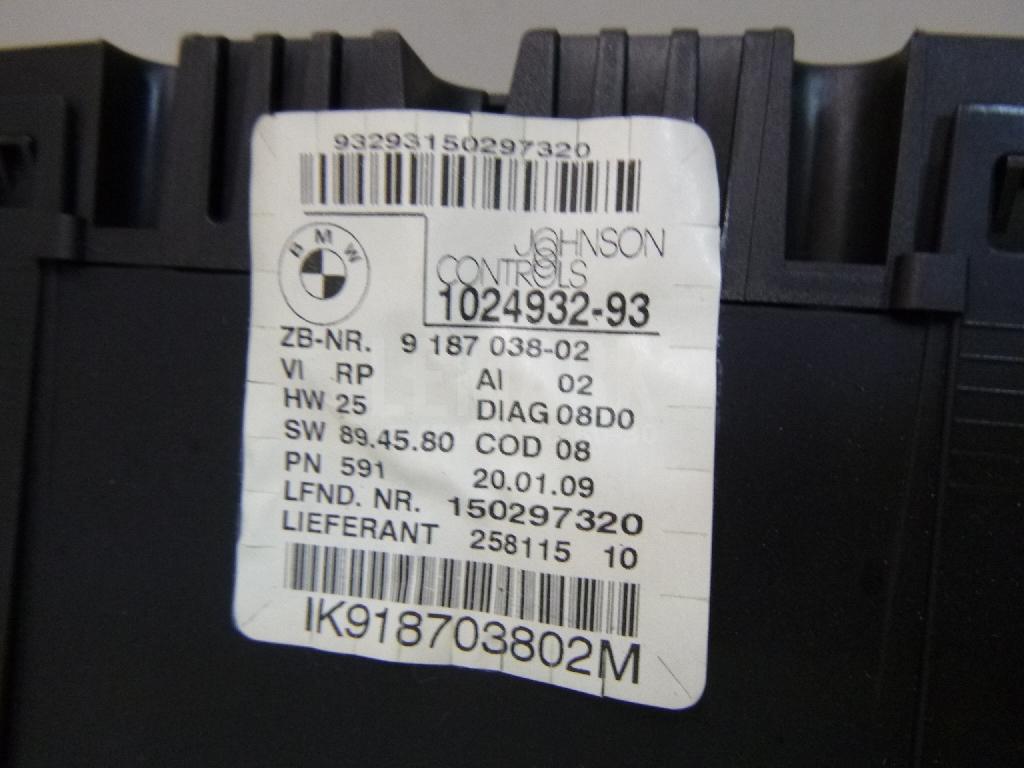 93293150297320
BMW
JOHNSON
CONTROLS
1024932-93
ZB-NR. 9 187 038-02
VI RP AI 02
HW 25 DIAG 08D0
SW 89.45.80 COD 08
PN 591 20.01.09
LFND. NR. 150297320
LIEFERANT 258115 10
IK918703802M